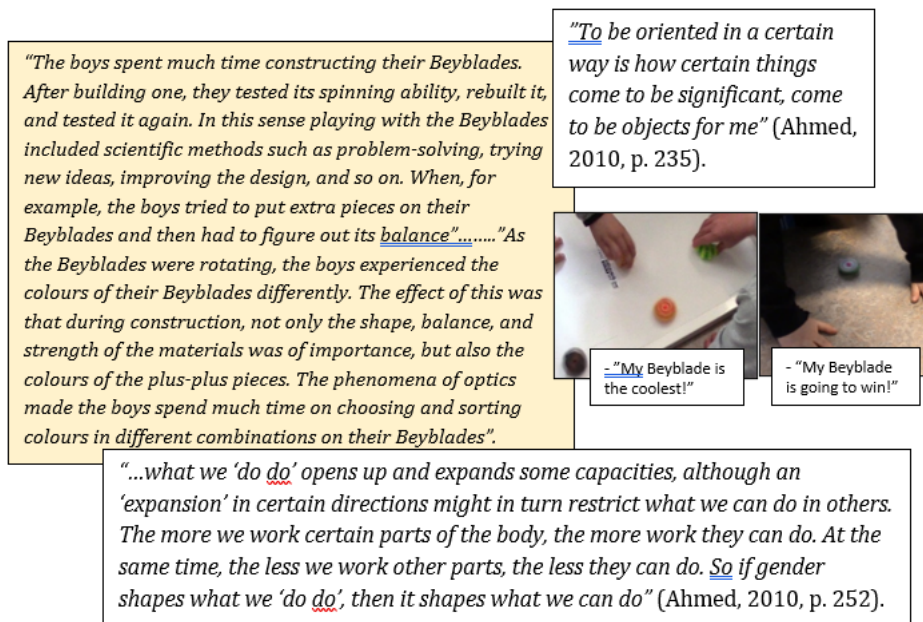 “The boys spent much time constructing their Beyblades.
After building one, they tested its spinning ability, rebuilt it,
and tested it again. In this sense playing with the Beyblades
included scientific methods such as problem-solving, trying
new ideas, improving the design, and so on. When, for
example, the boys tried to put extra pieces on their
Beyblades and then had to figure out its balance”……..”As
the Beyblades were rotating, the boys experienced the
colours of their Beyblades differently. The effect of this was
that during construction, not only the shape, balance, and
strength of the materials was of importance, but also the
colours of the plus-plus pieces. The phenomena of optics
made the boys spend much time on choosing and sorting
colours in different combinations on their Beyblades”.
”To be oriented in a certain
way is how certain things
come to be significant, come
to be objects for me” (Ahmed,
2010, p. 235).
- ”My Beyblade is
the coolest!”
- “My Beyblade
is going to win!”
“…what we ‘do do’ opens up and expands some capacities, although an
‘expansion’ in certain directions might in turn restrict what we can do in others.
The more we work certain parts of the body, the more work they can do. At the
same time, the less we work other parts, the less they can do. So if gender
shapes what we ‘do do’, then it shapes what we can do” (Ahmed, 2010, p. 252).